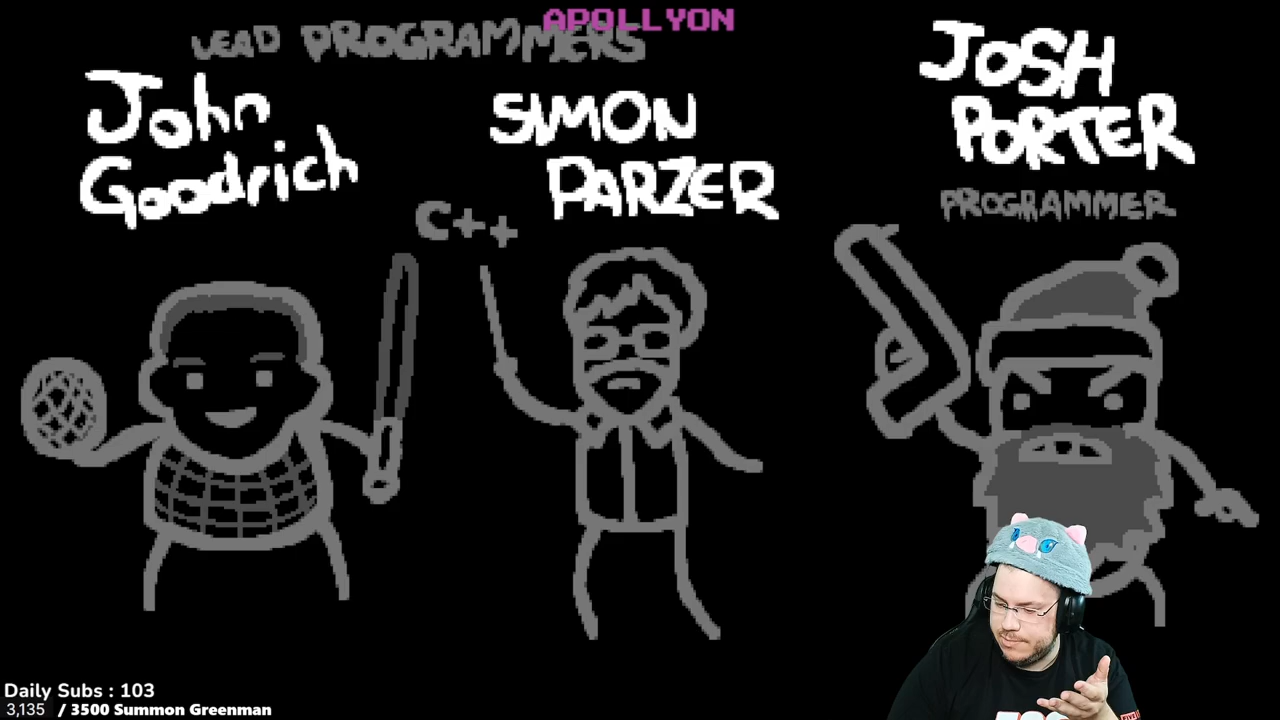 APOLLYON
LEAD PROGRAMMERS
John
Goodrich
SIMON
PARZER
JOSH
PORTER
PROGRAMMER
C++
Daily Subs : 103
3,135 / 3500 Summon Greenman